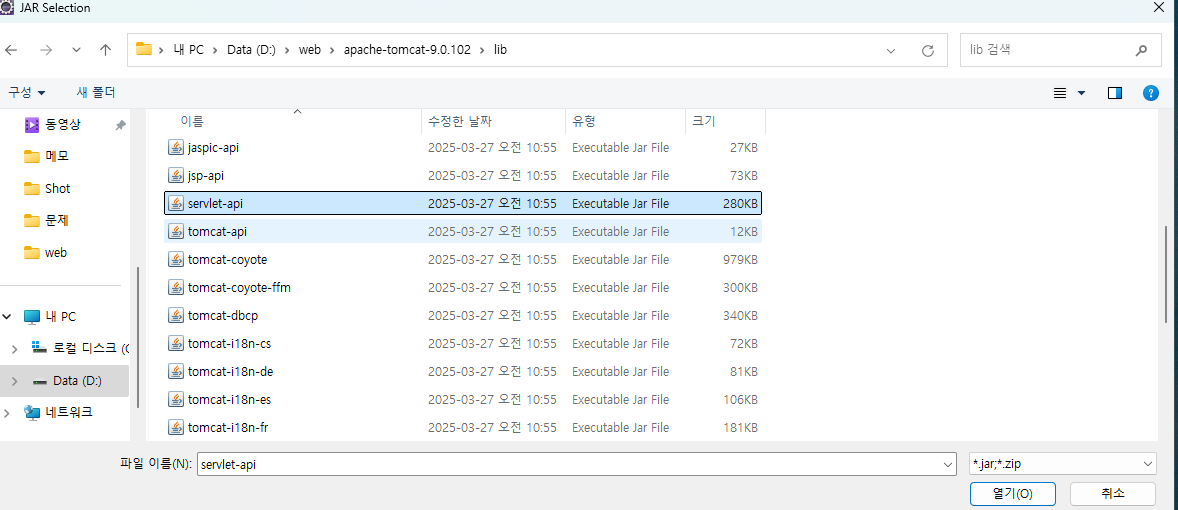 JAR Selection
내 PC > Data (D:) > web > apache-tomcat-9.0.102 > lib
lib 검색
구성 새 폴더
이름 수정한 날짜 유형 크기
동영상
메모
Shot
문제
web
내 PC
로컬 디스크 (C
Data (D:)
네트워크
jaspic-api 2025-03-27 오전 10:55 Executable Jar File 27KB
jsp-api 2025-03-27 오전 10:55 Executable Jar File 73KB
servlet-api 2025-03-27 오전 10:55 Executable Jar File 280KB
tomcat-api 2025-03-27 오전 10:55 Executable Jar File 12KB
tomcat-coyote 2025-03-27 오전 10:55 Executable Jar File 979KB
tomcat-coyote-ffm 2025-03-27 오전 10:55 Executable Jar File 300KB
tomcat-dbcp 2025-03-27 오전 10:55 Executable Jar File 340KB
tomcat-i18n-cs 2025-03-27 오전 10:55 Executable Jar File 72KB
tomcat-i18n-de 2025-03-27 오전 10:55 Executable Jar File 81KB
tomcat-i18n-es 2025-03-27 오전 10:55 Executable Jar File 106KB
tomcat-i18n-fr 2025-03-27 오전 10:55 Executable Jar File 181KB
파일 이름(N): servlet-api *.jar;*.zip
열기(O) 취소